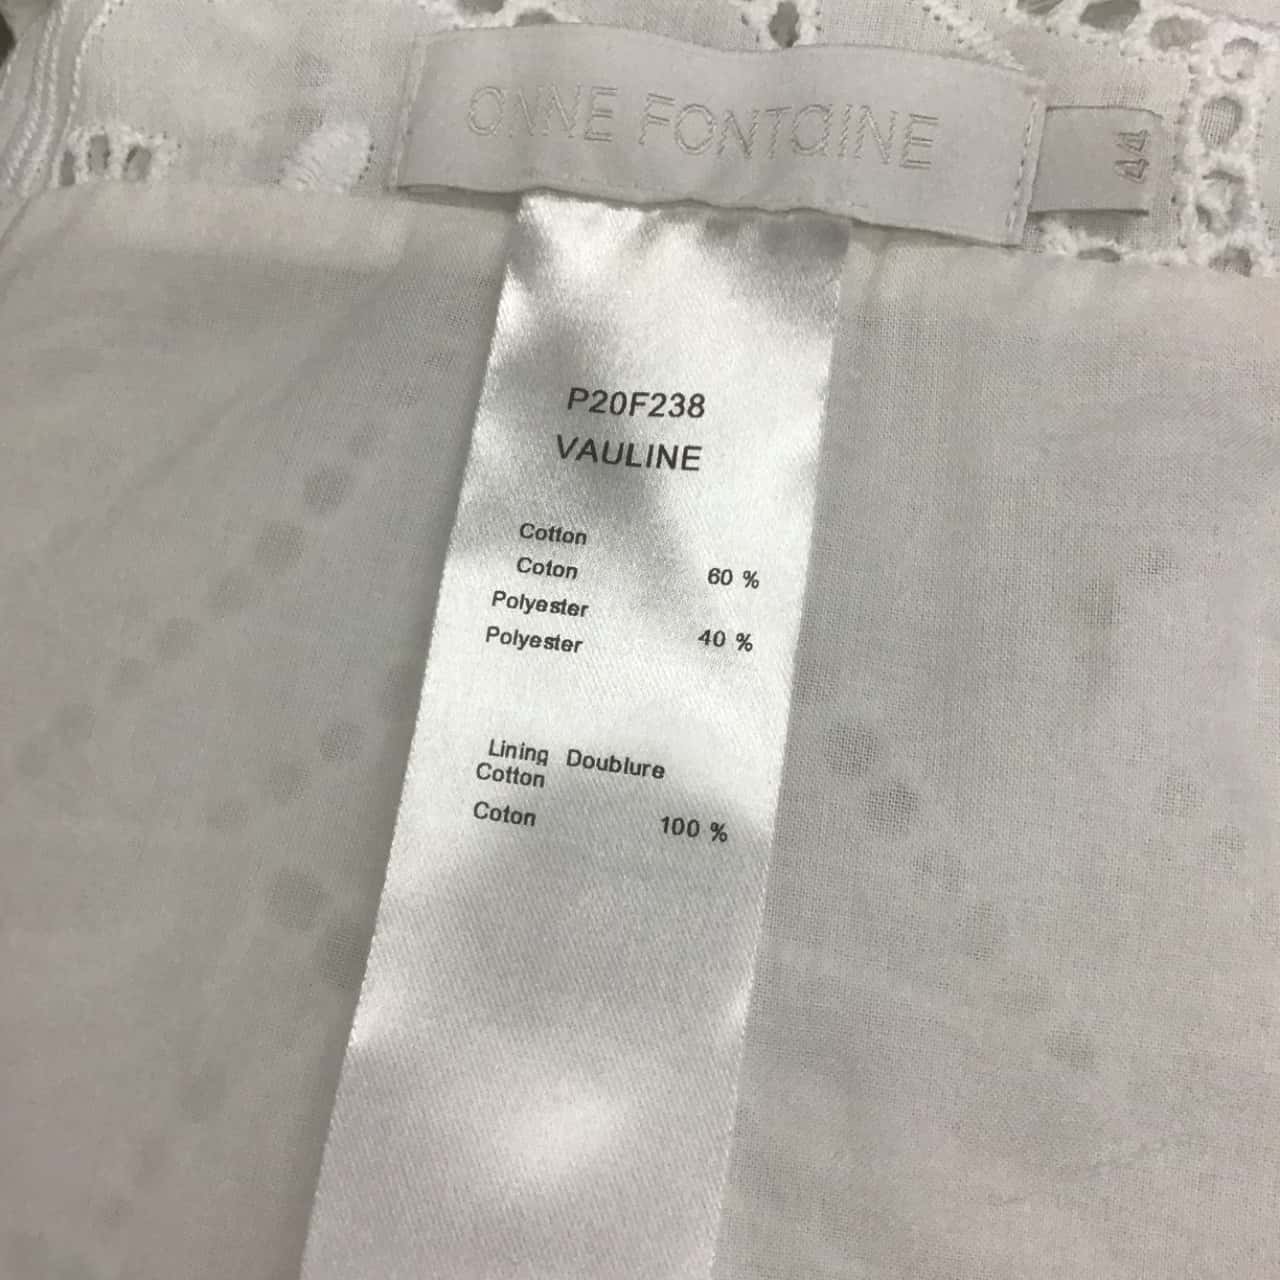 aNNE FONTaINE
44
P20F238
VAULINE
Cotton
Coton 60 %
Polyester
Polyester 40 %
Lining Doublure
Cotton
Coton 100 %